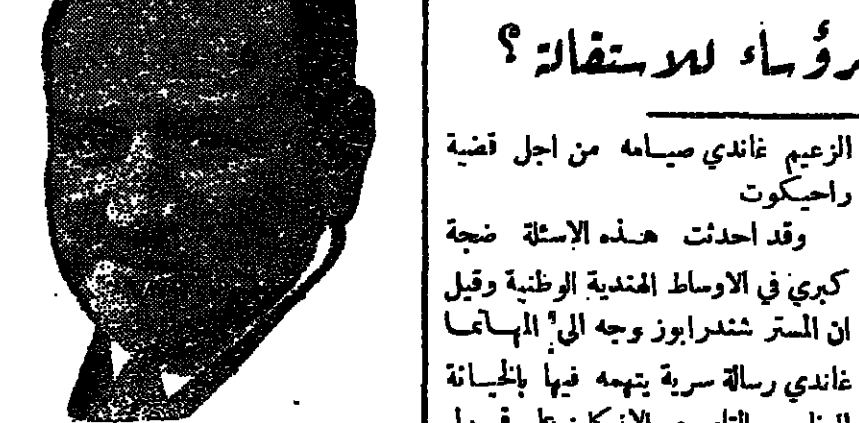 رؤساء للاستقالة ؟
الزعيم غاندي صيامه من اجل قضية
راحيكوت
وقد احدثت هذه الاسئلة ضجة
كبرى في الاوساط الهندية الوطنية وقيل
ان المستر شندرابوز وجه الى المهاتما
غاندي رسالة سرية يتهمه فيها بالخيانة